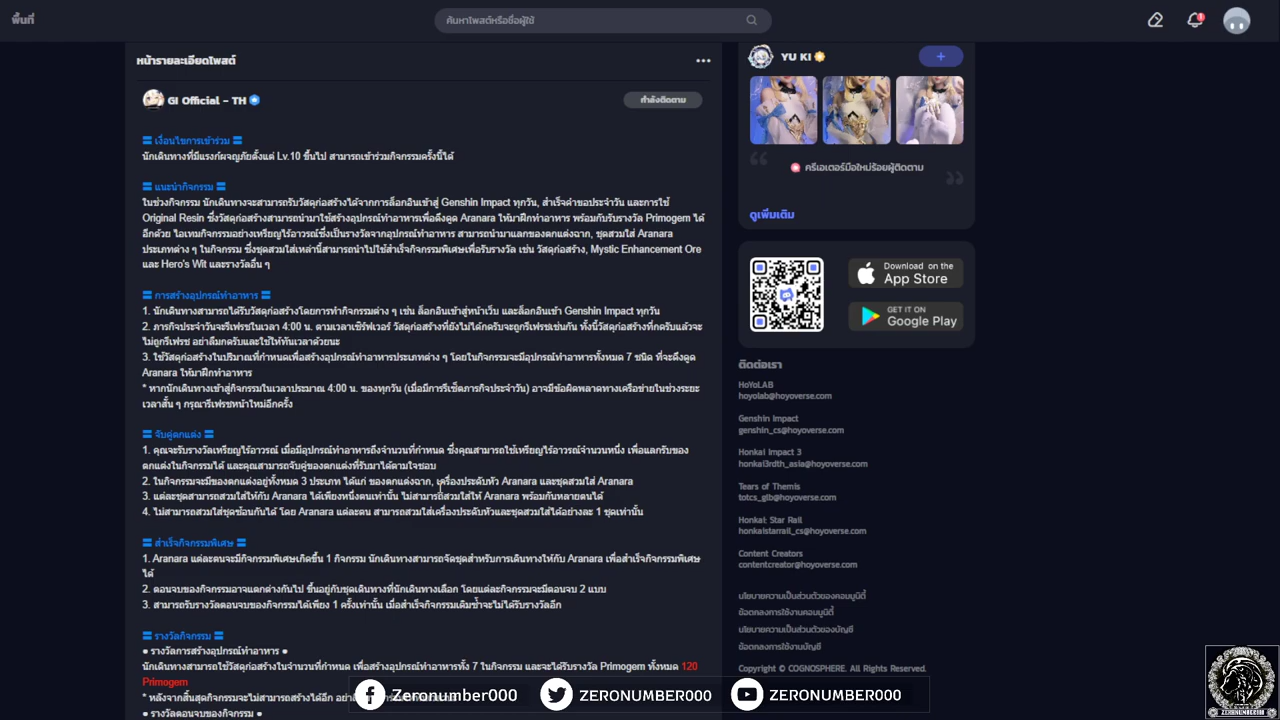 พื้นที่
ค้นหาโพสต์หรือชื่อผู้ใช้
1
หน้ารายละเอียดโพสต์
GI Official - TH
กำลังติดตาม
〓 เงื่อนไขการเข้าร่วม 〓
นักเดินทางที่มีแรงก์ผจญภัยตั้งแต่ Lv.10 ขึ้นไป สามารถเข้าร่วมกิจกรรมครั้งนี้ได้
〓 แนะนำกิจกรรม 〓
ในช่วงกิจกรรม นักเดินทางจะสามารถรับวัสดุก่อสร้างได้จากการล็อกอินเข้าสู่ Genshin Impact ทุกวัน, สำเร็จคำขอประจำวัน และการใช้
Original Resin ซึ่งวัสดุก่อสร้างสามารถนำมาใช้สร้างอุปกรณ์ทำอาหารเพื่อดึงดูด Aranara ให้มาฝึกทำอาหาร พร้อมกับรับรางวัล Primogem ได้
อีกด้วย ไอเทมกิจกรรมอย่างเหรียญไร้อาวรณ์ซึ่งเป็นรางวัลจากอุปกรณ์ทำอาหาร สามารถนำมาแลกของตกแต่งฉาก, ชุดสวมใส่ Aranara
ประเภทต่าง ๆ ในกิจกรรม ซึ่งชุดสวมใส่เหล่านี้สามารถนำไปใช้สำเร็จกิจกรรมพิเศษเพื่อรับรางวัล เช่น วัสดุก่อสร้าง, Mystic Enhancement Ore
และ Hero's Wit และรางวัลอื่น ๆ
〓 การสร้างอุปกรณ์ทำอาหาร 〓
1. นักเดินทางสามารถได้รับวัสดุก่อสร้างโดยการทำกิจกรรมต่าง ๆ เช่น ล็อกอินเข้าสู่หน้าเว็บ และล็อกอินเข้า Genshin Impact ทุกวัน
2. ภารกิจประจำวันจะรีเฟรชในเวลา 4:00 น. ตามเวลาเซิร์ฟเวอร์ วัสดุก่อสร้างที่ยังไม่ได้กดรับจะถูกรีเฟรชเช่นกัน ทั้งนี้วัสดุก่อสร้างที่กดรับแล้วจะ
ไม่ถูกรีเฟรช อย่าลืมกดรับและใช้ให้ทันเวลาด้วยนะ
3. ใช้วัสดุก่อสร้างในปริมาณที่กำหนดเพื่อสร้างอุปกรณ์ทำอาหารประเภทต่าง ๆ โดยในกิจกรรมจะมีอุปกรณ์ทำอาหารทั้งหมด 7 ชนิด ที่จะดึงดูด
Aranara ให้มาฝึกทำอาหาร
* หากนักเดินทางเข้าสู่กิจกรรมในเวลาประมาณ 4:00 น. ของทุกวัน (เมื่อมีการรีเซ็ตภารกิจประจำวัน) อาจมีข้อผิดพลาดทางเครือข่ายในช่วงระยะ
เวลาสั้น ๆ กรุณารีเฟรชหน้าใหม่อีกครั้ง
〓 จับคู่ตกแต่ง 〓
1. คุณจะรับรางวัลเหรียญไร้อาวรณ์ เมื่อมีอุปกรณ์ทำอาหารถึงจำนวนที่กำหนด ซึ่งคุณสามารถใช้เหรียญไร้อาวรณ์จำนวนหนึ่ง เพื่อแลกรับของ
ตกแต่งในกิจกรรมได้ และคุณสามารถจับคู่ของตกแต่งที่รับมาได้ตามใจชอบ
2. ในกิจกรรมจะมีของตกแต่งอยู่ทั้งหมด 3 ประเภท ได้แก่ ของตกแต่งฉาก, เครื่องประดับหัว Aranara และชุดสวมใส่ Aranara
3. แต่ละชุดสามารถสวมใส่ให้กับ Aranara ได้เพียงหนึ่งตนเท่านั้น ไม่สามารถสวมใส่ให้ Aranara พร้อมกันหลายตนได้
4. ไม่สามารถสวมใส่ชุดซ้อนกันได้ โดย Aranara แต่ละตน สามารถสวมใส่เครื่องประดับหัวและชุดสวมใส่ได้อย่างละ 1 ชุดเท่านั้น
〓 สำเร็จกิจกรรมพิเศษ 〓
1. Aranara แต่ละตนจะมีกิจกรรมพิเศษเกิดขึ้น 1 กิจกรรม นักเดินทางสามารถจัดชุดสำหรับการเดินทางให้กับ Aranara เพื่อสำเร็จกิจกรรมพิเศษ
ได้
2. ตอนจบของกิจกรรมอาจแตกต่างกันไป ขึ้นอยู่กับชุดเดินทางที่นักเดินทางเลือก โดยแต่ละกิจกรรมจะมีตอนจบ 2 แบบ
3. สามารถรับรางวัลตอนจบของกิจกรรมได้เพียง 1 ครั้งเท่านั้น เมื่อสำเร็จกิจกรรมเดิมซ้ำจะไม่ได้รับรางวัลอีก
〓 รางวัลกิจกรรม 〓
● รางวัลการสร้างอุปกรณ์ทำอาหาร ●
นักเดินทางสามารถใช้วัสดุก่อสร้างในจำนวนที่กำหนด เพื่อสร้างอุปกรณ์ทำอาหารทั้ง 7 ในกิจกรรม และจะได้รับรางวัล Primogem ทั้งหมด 120
Primogem
* หลังจากสิ้นสุดกิจกรรมจะไม่สามารถสร้างได้อีก
● รางวัลตอนจบของกิจกรรม ●
YU KI
ครีเอเตอร์มือใหม่ร้อยผู้ติดตาม
ดูเพิ่มเติม
Download on the
App Store
GET IT ON
Google Play
ติดต่อเรา
HoYoLAB
hoyolab@hoyoverse.com
Genshin Impact
genshin_cs@hoyoverse.com
Honkai Impact 3
honkai3rdth_asia@hoyoverse.com
Tears of Themis
totcs_glb@hoyoverse.com
Honkai: Star Rail
honkaistarrail_cs@hoyoverse.com
Content Creators
contentcreator@hoyoverse.com
นโยบายความเป็นส่วนตัวของคอมมูนิตี้
ข้อตกลงการใช้งานคอมมูนิตี้
นโยบายความเป็นส่วนตัวของบัญชี
ข้อตกลงการใช้งานบัญชี
Copyright © COGNOSPHERE. All Rights Reserved.
Zeronumber000
ZERONUMBER000
ZERONUMBER000
ZERONUMBER000